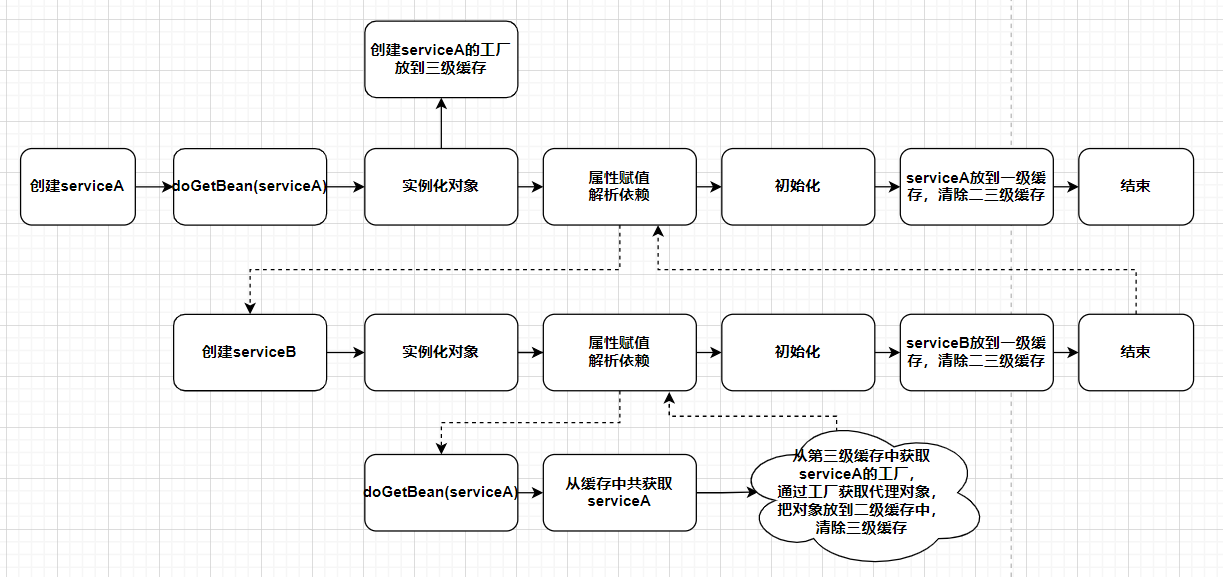 创建serviceA的工厂
放到三级缓存
创建serviceA
doGetBean(serviceA)
实例化对象
属性赋值
解析依赖
初始化
serviceA放到一级缓
存，清除二三级缓存
结束
创建serviceB
实例化对象
属性赋值
解析依赖
初始化
serviceB放到一级缓
存，清除二三级缓存
结束
doGetBean(serviceA)
从缓存中共获取
serviceA
从第三级缓存中获取
serviceA的工厂，
通过工厂获取代理对象，
把对象放到二级缓存中，
清除三级缓存